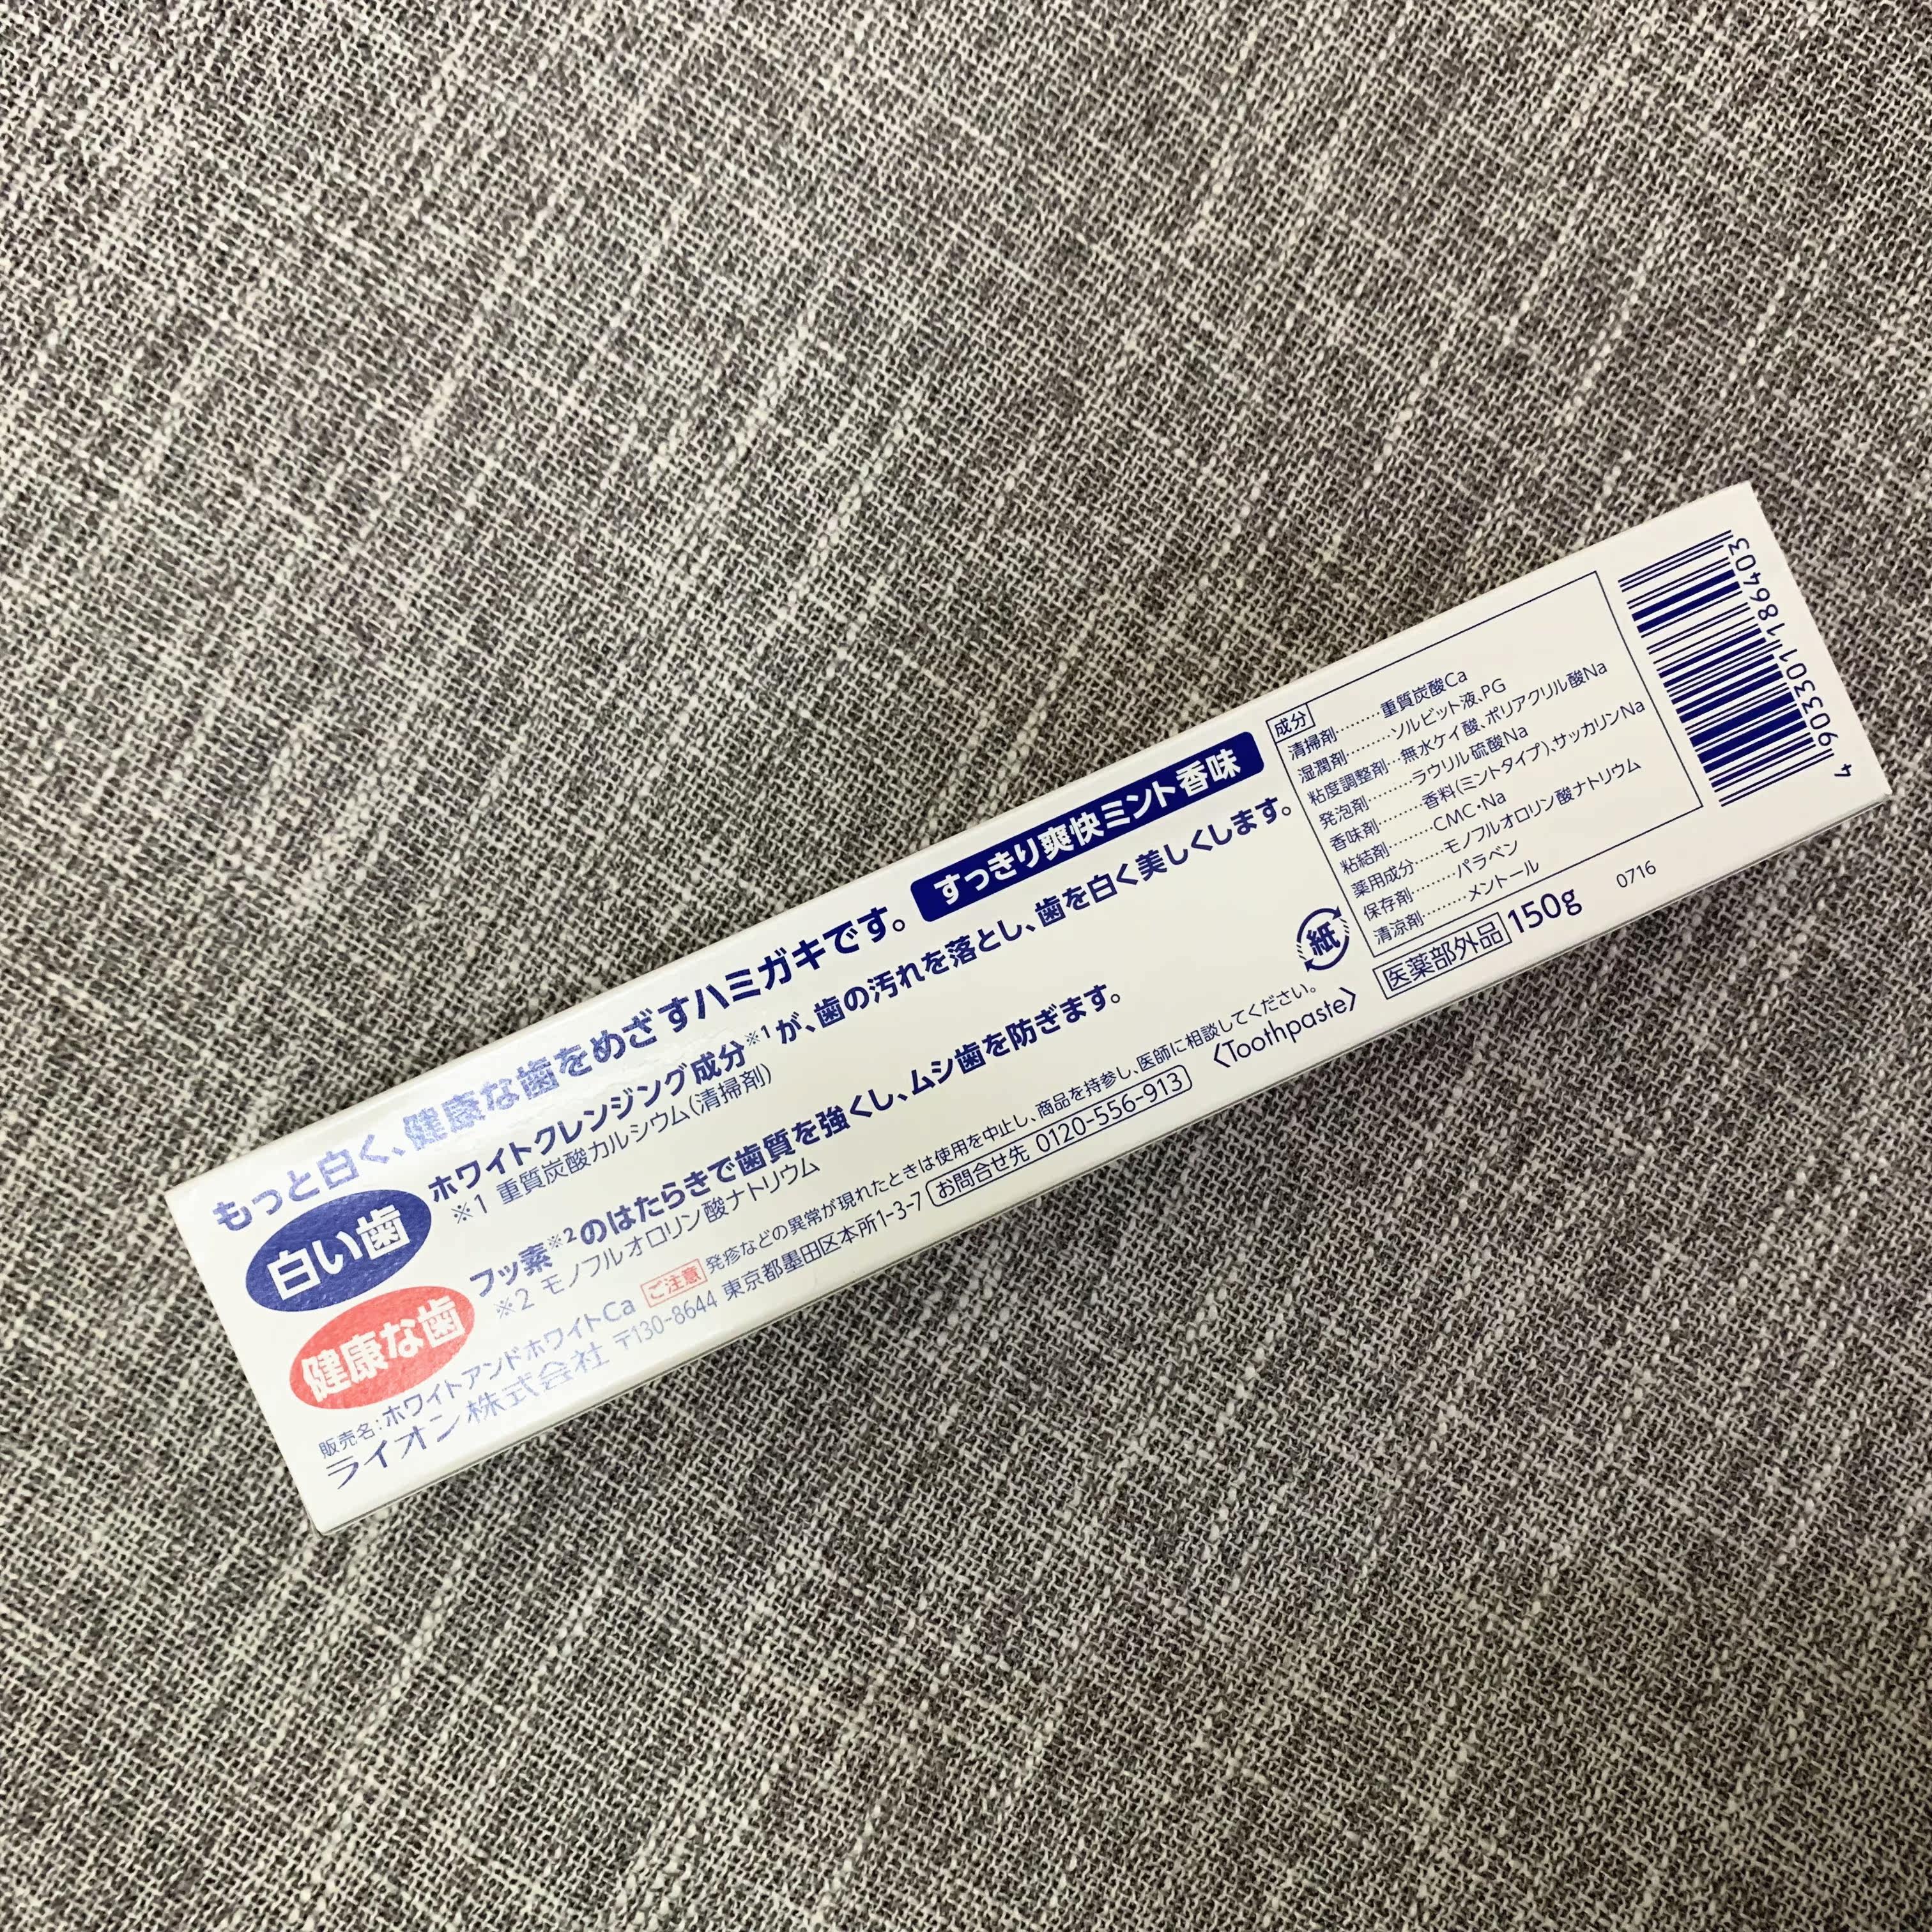 もっと白く、健康な歯をめざすハミガキです。 すっきり爽快ミント香味
白い歯
ホワイトクレンジング成分※1が、歯の汚れを落とし、歯を白く美しくします。
※1 重質炭酸カルシウム(清掃剤)
健康な歯
フッ素※2のはたらきで歯質を強くし、ムシ歯を防ぎます。
※2 モノフルオロリン酸ナトリウム
販売名:ホワイトアンドホワイトCa ご注意 発疹などの異常が現れたときは使用を中止し、商品を持参し、医師に相談してください。
ライオン株式会社 〒130-8644 東京都墨田区本所1-3-7 お問合せ先 0120-556-913 〈Toothpaste〉
紙
成分
清掃剤………重質炭酸Ca
湿潤剤………ソルビット液、PG
粘度調整剤…無水ケイ酸、ポリアクリル酸Na
発泡剤………ラウリル硫酸Na
香味剤………香料(ミントタイプ)、サッカリンNa
粘結剤………CMC・Na
薬用成分……モノフルオロリン酸ナトリウム
保存剤………パラベン
清涼剤………メントール
医薬部外品 150g 0716
4 903301 186403